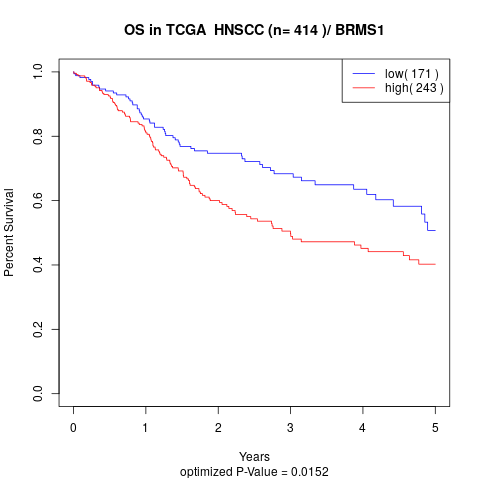 OS in TCGA  HNSCC (n= 414 )/ BRMS1
low( 171 )
high( 243 )
Percent Survival
1.0
0.8
0.6
0.4
0.2
0.0
0 1 2 3 4 5
Years
optimized P-Value = 0.0152